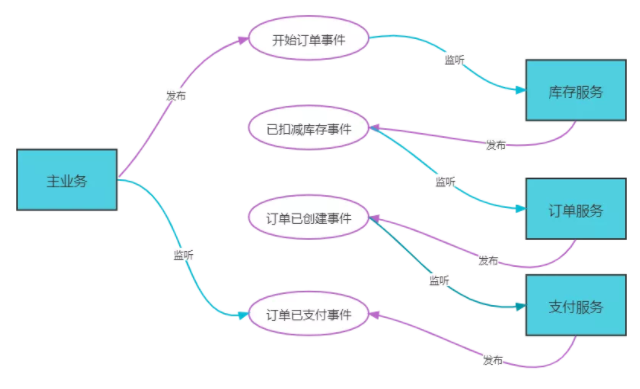 开始订单事件
监听
库存服务
发布
已扣减库存事件
发布
主业务
监听
订单服务
订单已创建事件
监听
发布
监听
发布
支付服务
订单已支付事件
发布